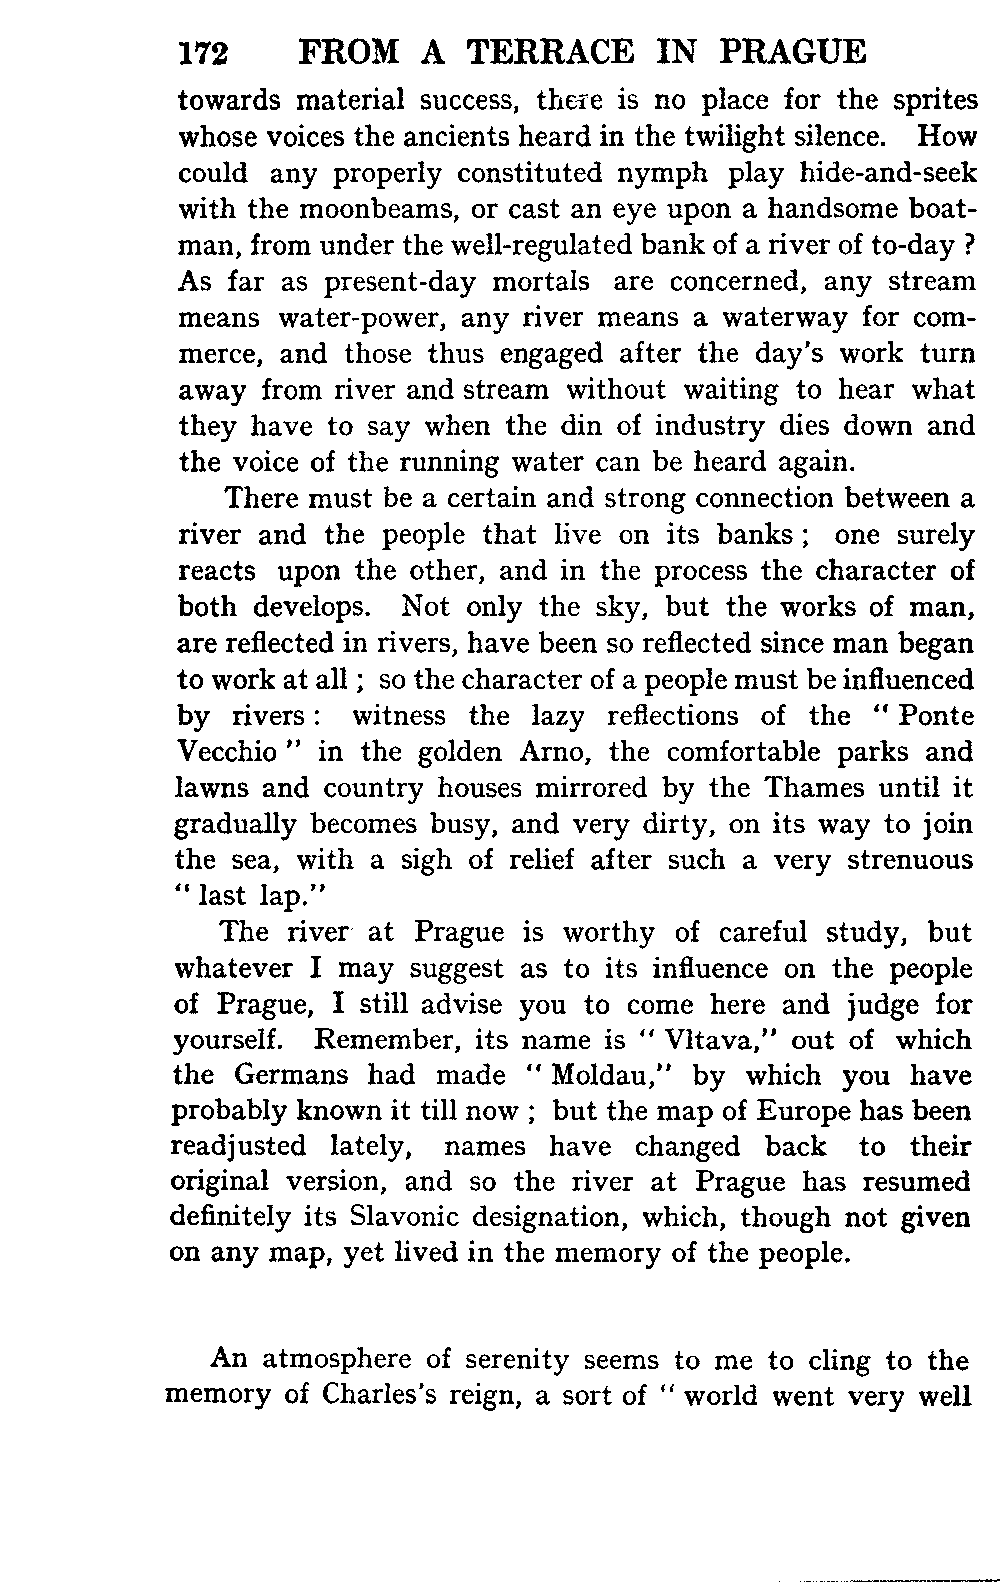 172 FROM A TERRACE IN PRAGUE
towards material success, there is no place for the sprites
whose voices the ancients heard in the twilight silence. How
could any properly constituted nymph play hide-and-seek
with the moonbeams, or cast an eye upon a handsome boat-
man, from under the well-regulated bank of a river of to-day ?
As far as present-day mortals are concerned, any stream
means water-power, any river means a waterway for com-
merce, and those thus engaged after the day's work turn
away from river and stream without waiting to hear what
they have to say when the din of industry dies down and
the voice of the running water can be heard again.
There must be a certain and strong connection between a
river and the people that live on its banks ; one surely
reacts upon the other, and in the process the character of
both develops. Not only the sky, but the works of man,
are reflected in rivers, have been so reflected since man began
to work at all ; so the character of a people must be influenced
by rivers : witness the lazy reflections of the " Ponte
Vecchio " in the golden Arno, the comfortable parks and
lawns and country houses mirrored by the Thames until it
gradually becomes busy, and very dirty, on its way to join
the sea, with a sigh of relief after such a very strenuous
" last lap."
The river at Prague is worthy of careful study, but
whatever I may suggest as to its influence on the people
of Prague, I still advise you to come here and judge for
yourself. Remember, its name is " Vltava," out of which
the Germans had made " Moldau," by which you have
probably known it till now ; but the map of Europe has been
readjusted lately, names have changed back to their
original version, and so the river at Prague has resumed
definitely its Slavonic designation, which, though not given
on any map, yet lived in the memory of the people.
An atmosphere of serenity seems to me to cling to the
memory of Charles's reign, a sort of " world went very well